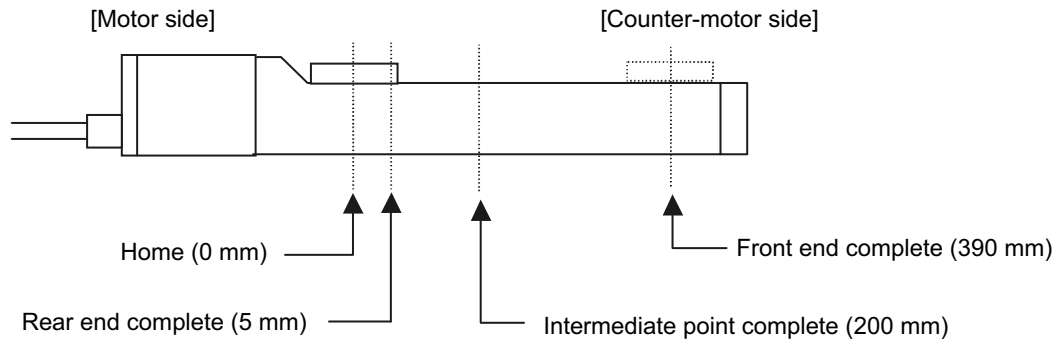 [Motor side]
[Counter-motor side]
Home (0 mm)
Front end complete (390 mm)
Rear end complete (5 mm)
Intermediate point complete (200 mm)